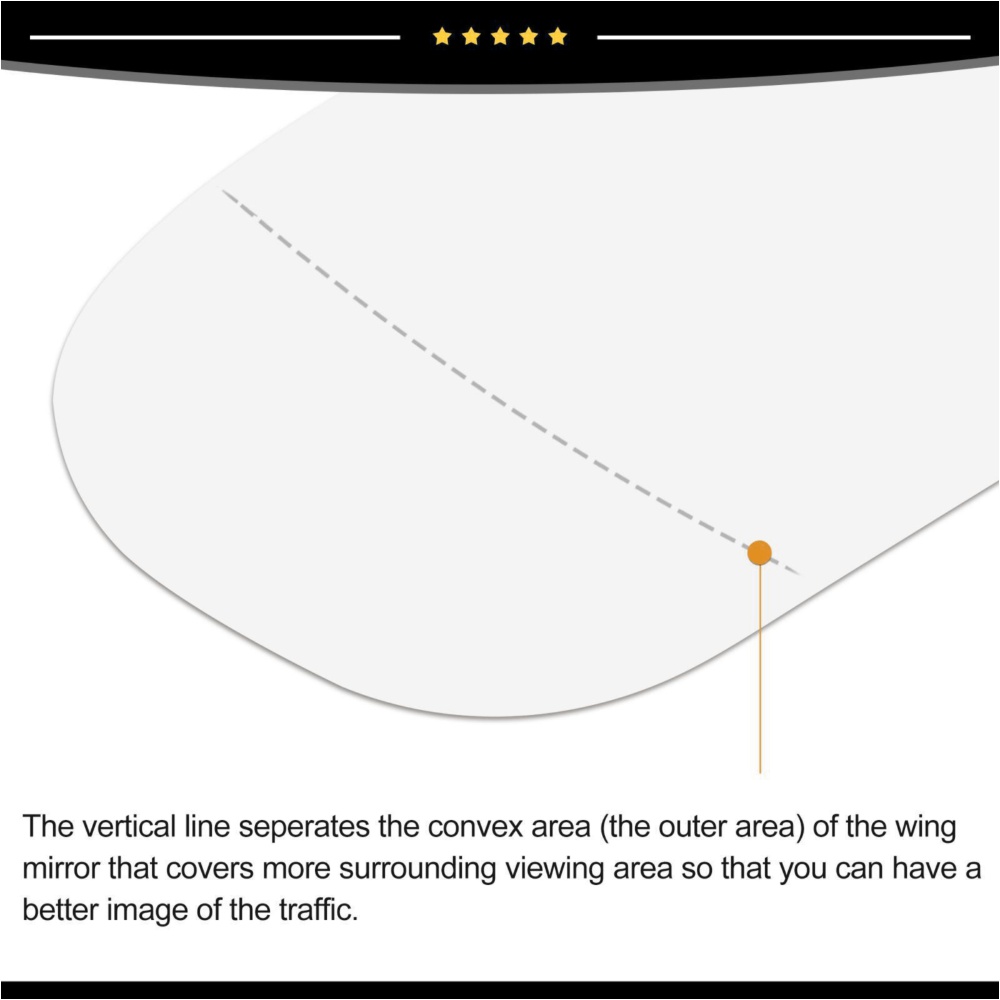 The vertical line seperates the convex area (the outer area) of the wing
mirror that covers more surrounding viewing area so that you can have a
better image of the traffic.